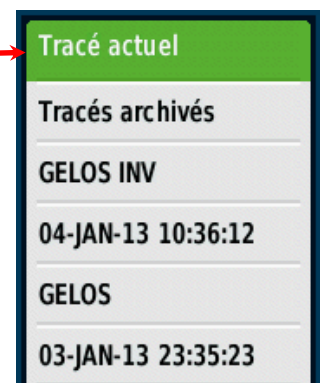 Tracé actuel
Tracés archivés
GELOS INV
04-JAN-13 10:36:12
GELOS
03-JAN-13 23:35:23